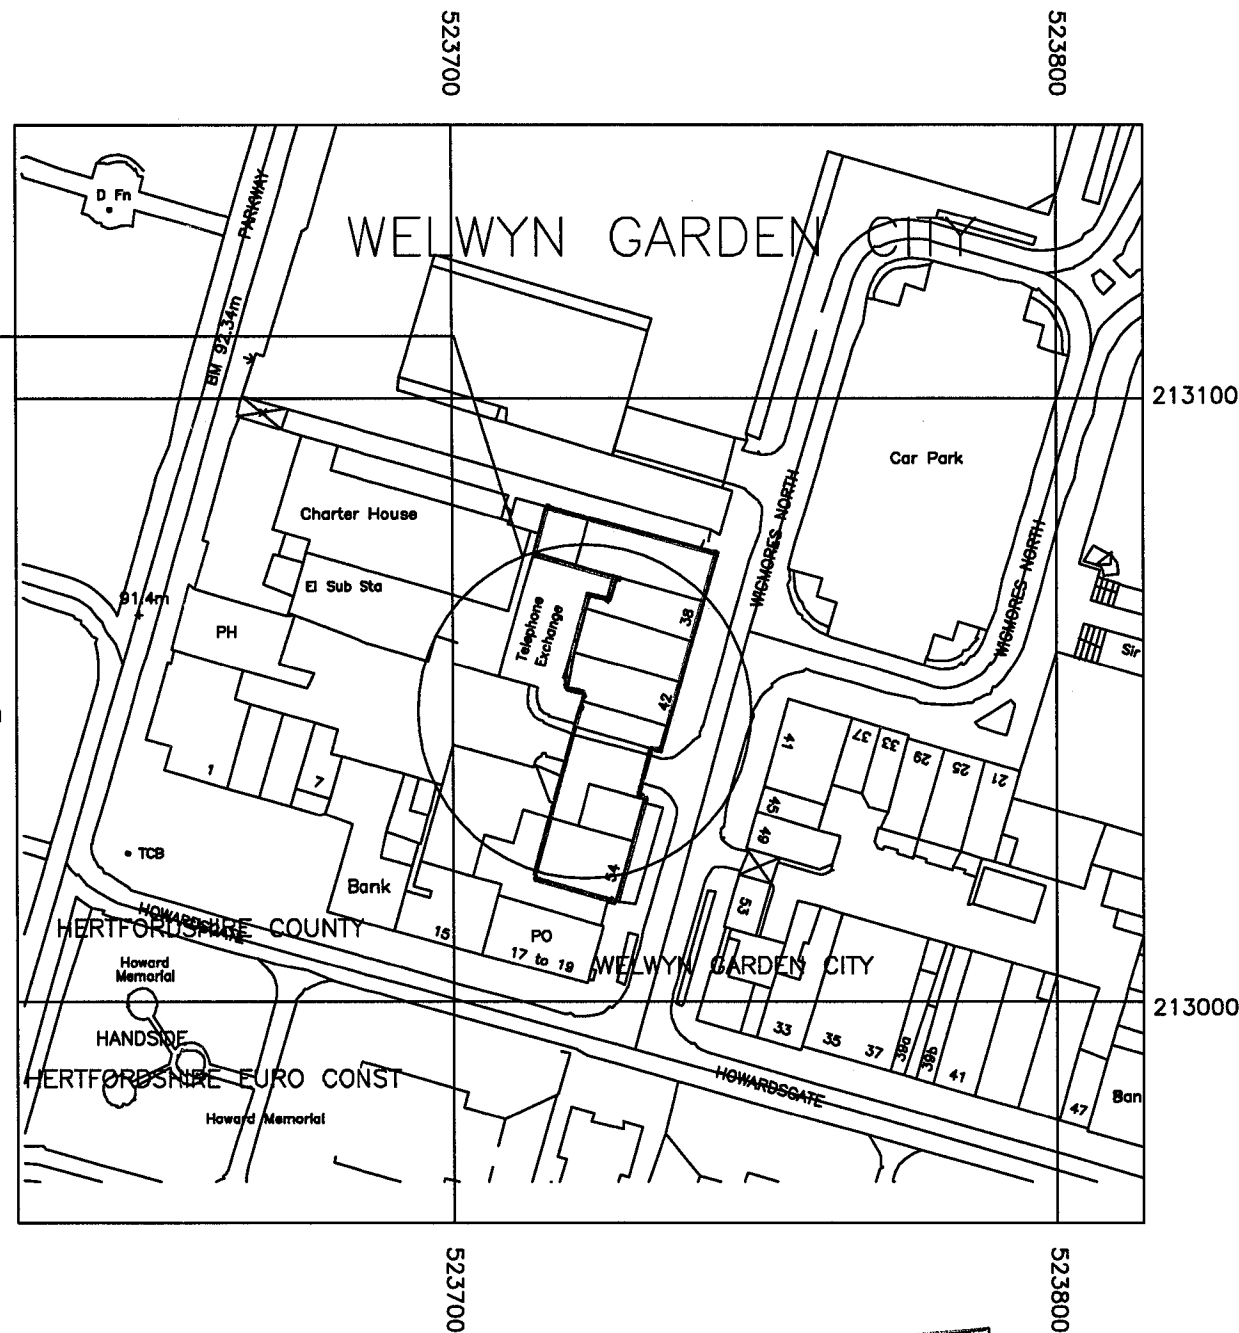 523700
523800
D Fn
PARKWAY
WELWYN GARDEN CITY
BM 92.34m
213100
Car Park
WIGMORES NORTH
Charter House
El Sub Sta
91.4m
PH
Telephone
Exchange
38
42
WIGMORES NORTH
1
7
41
37
33
29
25
21
45
49
TCB
Bank
54
53
HOWARDSGATE
HERTFORDSHIRE COUNTY
15
PO
17 to 19
WELWYN GARDEN CITY
Howard
Memorial
213000
HANDSIDE
33
35
37
39a
39b
41
47
Ban
HERTFORDSHIRE EURO CONST
HOWARDSGATE
Howard Memorial
523700
523800